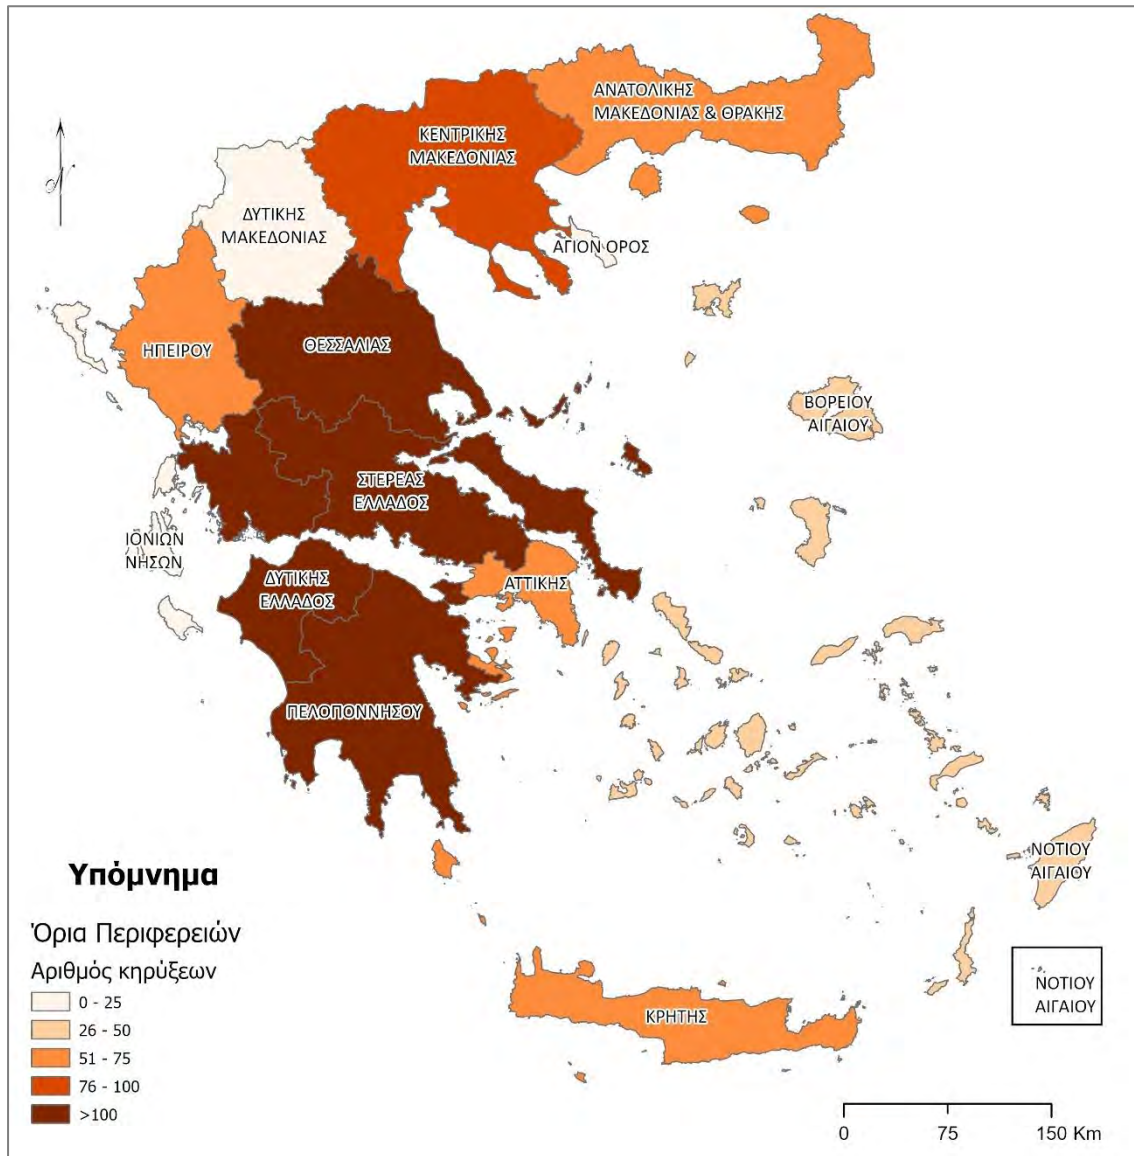 ΑΝΑΤΟΛΙΚΗΣ
ΜΑΚΕΔΟΝΙΑΣ & ΘΡΑΚΗΣ
ΚΕΝΤΡΙΚΗΣ
ΜΑΚΕΔΟΝΙΑΣ
ΔΥΤΙΚΗΣ
ΜΑΚΕΔΟΝΙΑΣ
ΑΓΙΟΝ ΟΡΟΣ
ΗΠΕΙΡΟΥ
ΘΕΣΣΑΛΙΑΣ
ΒΟΡΕΙΟΥ
ΑΙΓΑΙΟΥ
ΣΤΕΡΕΑΣ
ΕΛΛΑΔΟΣ
ΙΟΝΙΩΝ
ΝΗΣΩΝ
ΔΥΤΙΚΗΣ
ΕΛΛΑΔΟΣ
ΑΤΤΙΚΗΣ
ΠΕΛΟΠΟΝΝΗΣΟΥ
ΝΟΤΙΟΥ
ΑΙΓΑΙΟΥ
ΝΟΤΙΟΥ
ΑΙΓΑΙΟΥ
ΚΡΗΤΗΣ
Υπόμνημα
Όρια Περιφερειών
Αριθμός κηρύξεων
0 - 25
26 - 50
51 - 75
76 - 100
>100
0 75 150 Km